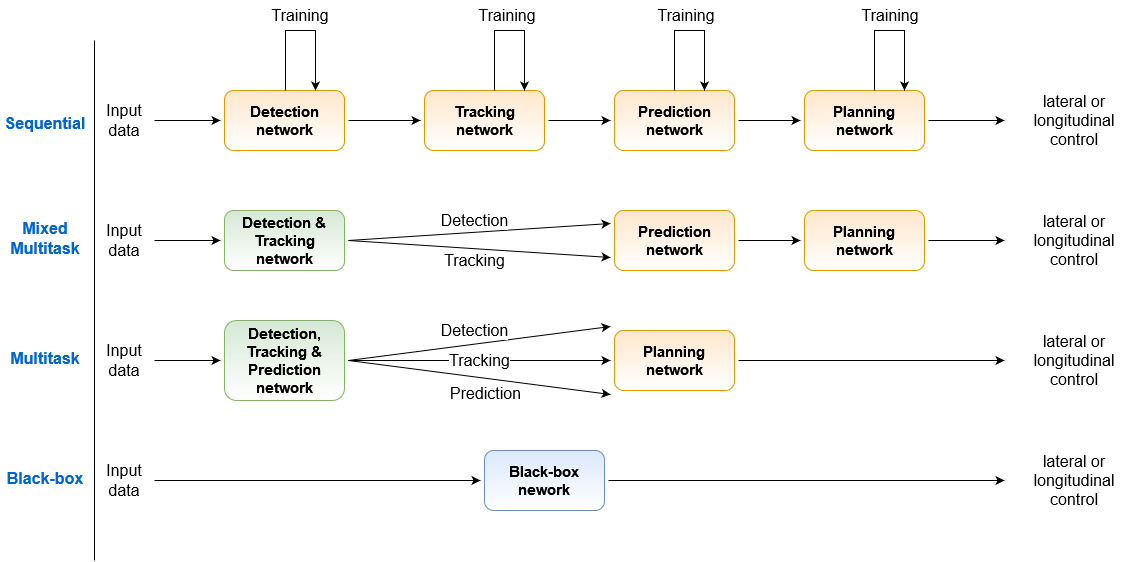 Training
Training
Training
Training
Sequential
Input
data
Detection
network
Tracking
network
Prediction
network
Planning
network
lateral or
longitudinal
control
Mixed
Multitask
Input
data
Detection &
Tracking
network
Detection
Tracking
Prediction
network
Planning
network
lateral or
longitudinal
control
Multitask
Input
data
Detection,
Tracking &
Prediction
network
Detection
Tracking
Prediction
Planning
network
lateral or
longitudinal
control
Black-box
Input
data
Black-box
nework
lateral or
longitudinal
control